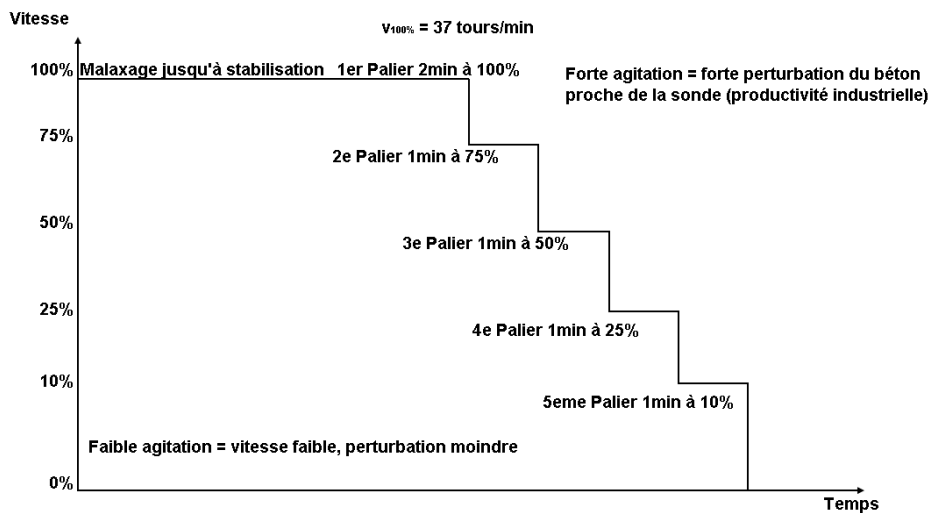 Vitesse
V100% = 37 tours/min
100%
Malaxage jusqu'à stabilisation 1er Palier 2min à 100%
Forte agitation = forte perturbation du béton
proche de la sonde (productivité industrielle)
75%
2e Palier 1min à 75%
50%
3e Palier 1min à 50%
25%
4e Palier 1min à 25%
10%
5eme Palier 1min à 10%
Faible agitation = vitesse faible, perturbation moindre
0%
Temps